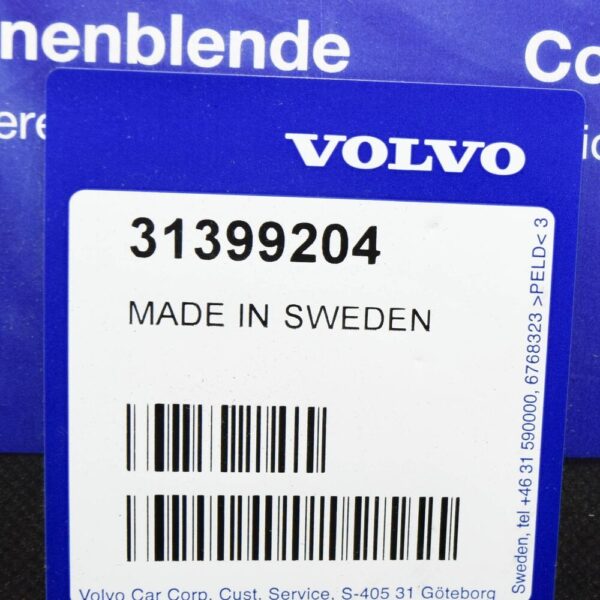 nenblende
Co
ere
VOLVO
31399204
MADE IN SWEDEN
Volvo Car Corp. Cust. Service, S-405 31 Göteborg
Sweden, tel +46 31 590000, 6768323 >PELD< 3